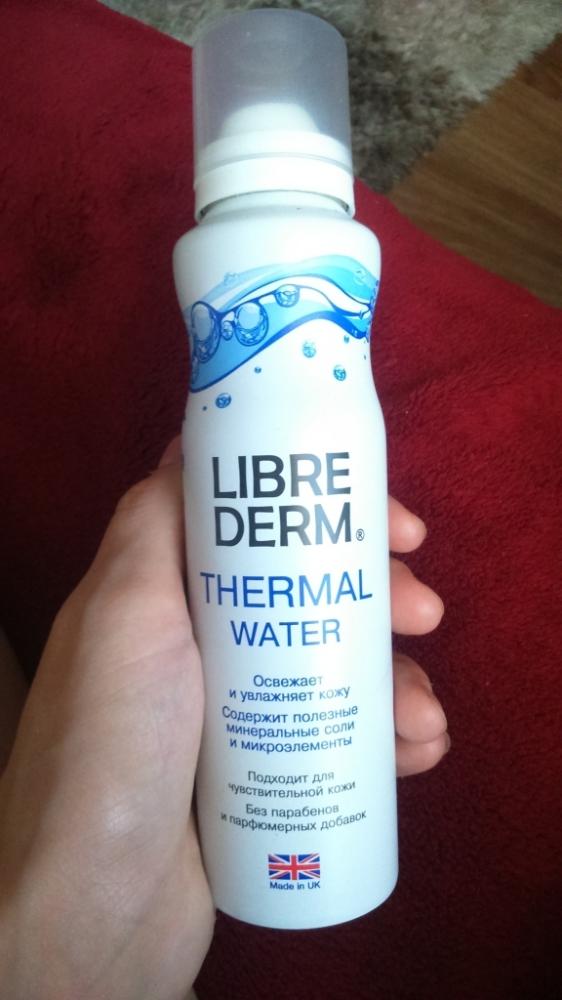 LIBRE
DERM®
THERMAL
WATER
Освежает
и увлажняет кожу
Содержит полезные
минеральные соли
и микроэлементы
Подходит для
чувствительной кожи
Без парабенов
и парфюмерных добавок
Made in UK